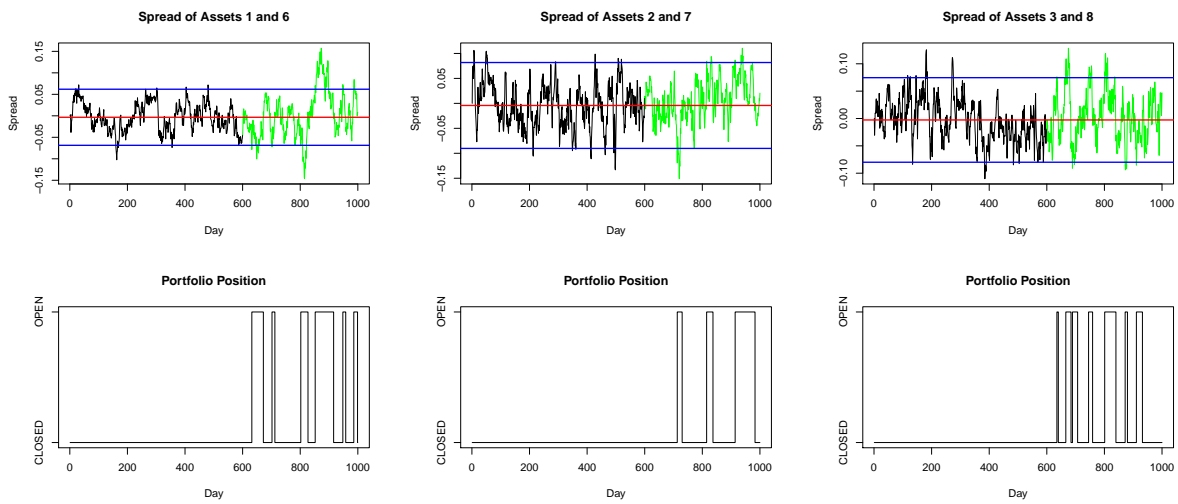 Spread of Assets 1 and 6
Spread
0.15
0.05
−0.05
−0.15
0 200 400 600 800 1000
Day
Spread of Assets 2 and 7
Spread
0.05
−0.05
−0.15
0 200 400 600 800 1000
Day
Spread of Assets 3 and 8
Spread
0.10
0.00
−0.10
0 200 400 600 800 1000
Day
Portfolio Position
OPEN
CLOSED
0 200 400 600 800 1000
Day
Portfolio Position
OPEN
CLOSED
0 200 400 600 800 1000
Day
Portfolio Position
OPEN
CLOSED
0 200 400 600 800 1000
Day